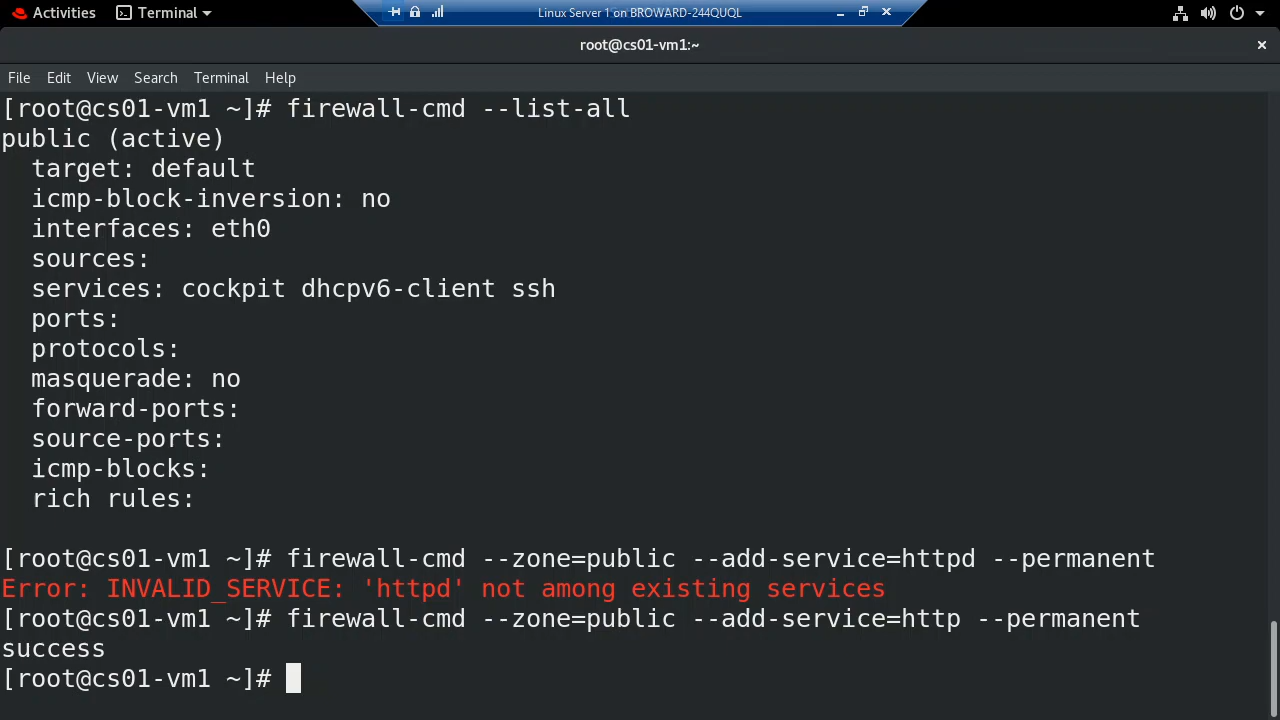 Activities Terminal Linux Server 1 on BROWARD-244QUQL
root@cs01-vm1:~
File Edit View Search Terminal Help
[root@cs01-vm1 ~]# firewall-cmd --list-all
public (active)
  target: default
  icmp-block-inversion: no
  interfaces: eth0
  sources:
  services: cockpit dhcpv6-client ssh
  ports:
  protocols:
  masquerade: no
  forward-ports:
  source-ports:
  icmp-blocks:
  rich rules:
[root@cs01-vm1 ~]# firewall-cmd --zone=public --add-service=httpd --permanent
Error: INVALID_SERVICE: 'httpd' not among existing services
[root@cs01-vm1 ~]# firewall-cmd --zone=public --add-service=http --permanent
success
[root@cs01-vm1 ~]#